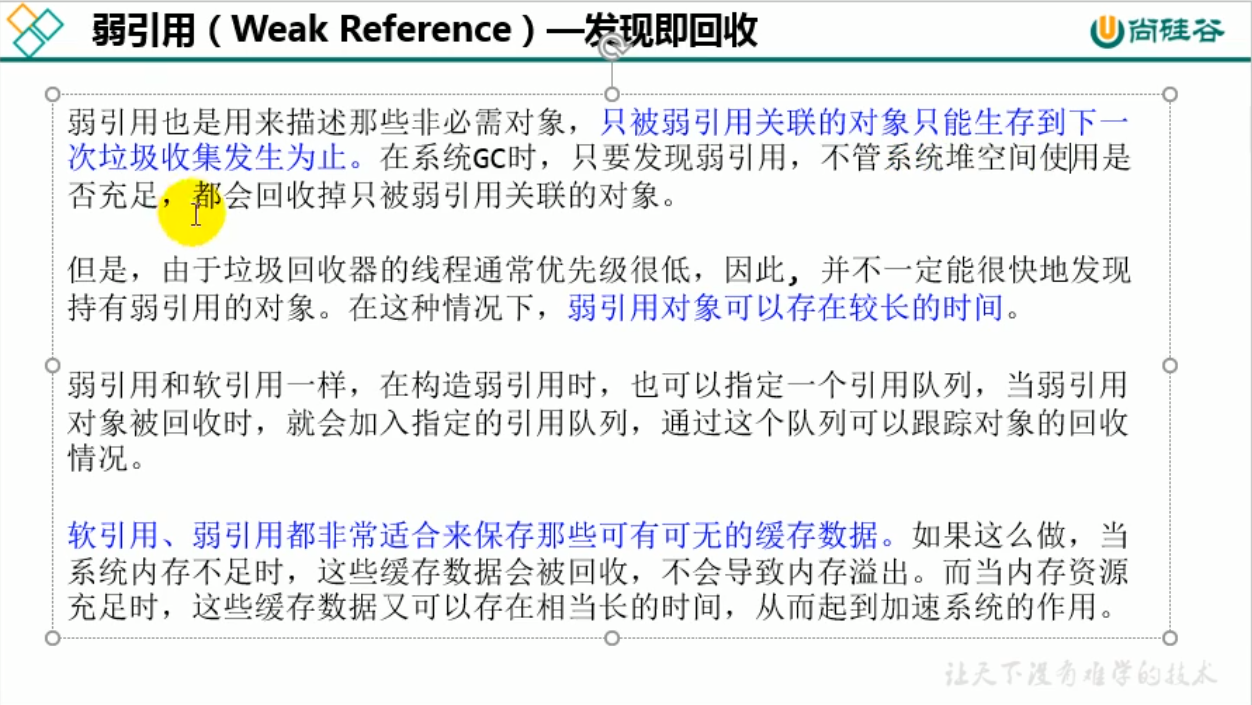 弱引用（Weak Reference）—发现即回收
尚硅谷
弱引用也是用来描述那些非必需对象，只被弱引用关联的对象只能生存到下一
次垃圾收集发生为止。在系统GC时，只要发现弱引用，不管系统堆空间使用是
否充足，都会回收掉只被弱引用关联的对象。
但是，由于垃圾回收器的线程通常优先级很低，因此，并不一定能很快地发现
持有弱引用的对象。在这种情况下，弱引用对象可以存在较长的时间。
弱引用和软引用一样，在构造弱引用时，也可以指定一个引用队列，当弱引用
对象被回收时，就会加入指定的引用队列，通过这个队列可以跟踪对象的回收
情况。
软引用、弱引用都非常适合来保存那些可有可无的缓存数据。如果这么做，当
系统内存不足时，这些缓存数据会被回收，不会导致内存溢出。而当内存资源
充足时，这些缓存数据又可以存在相当长的时间，从而起到加速系统的作用。
让天下没有难学的技术